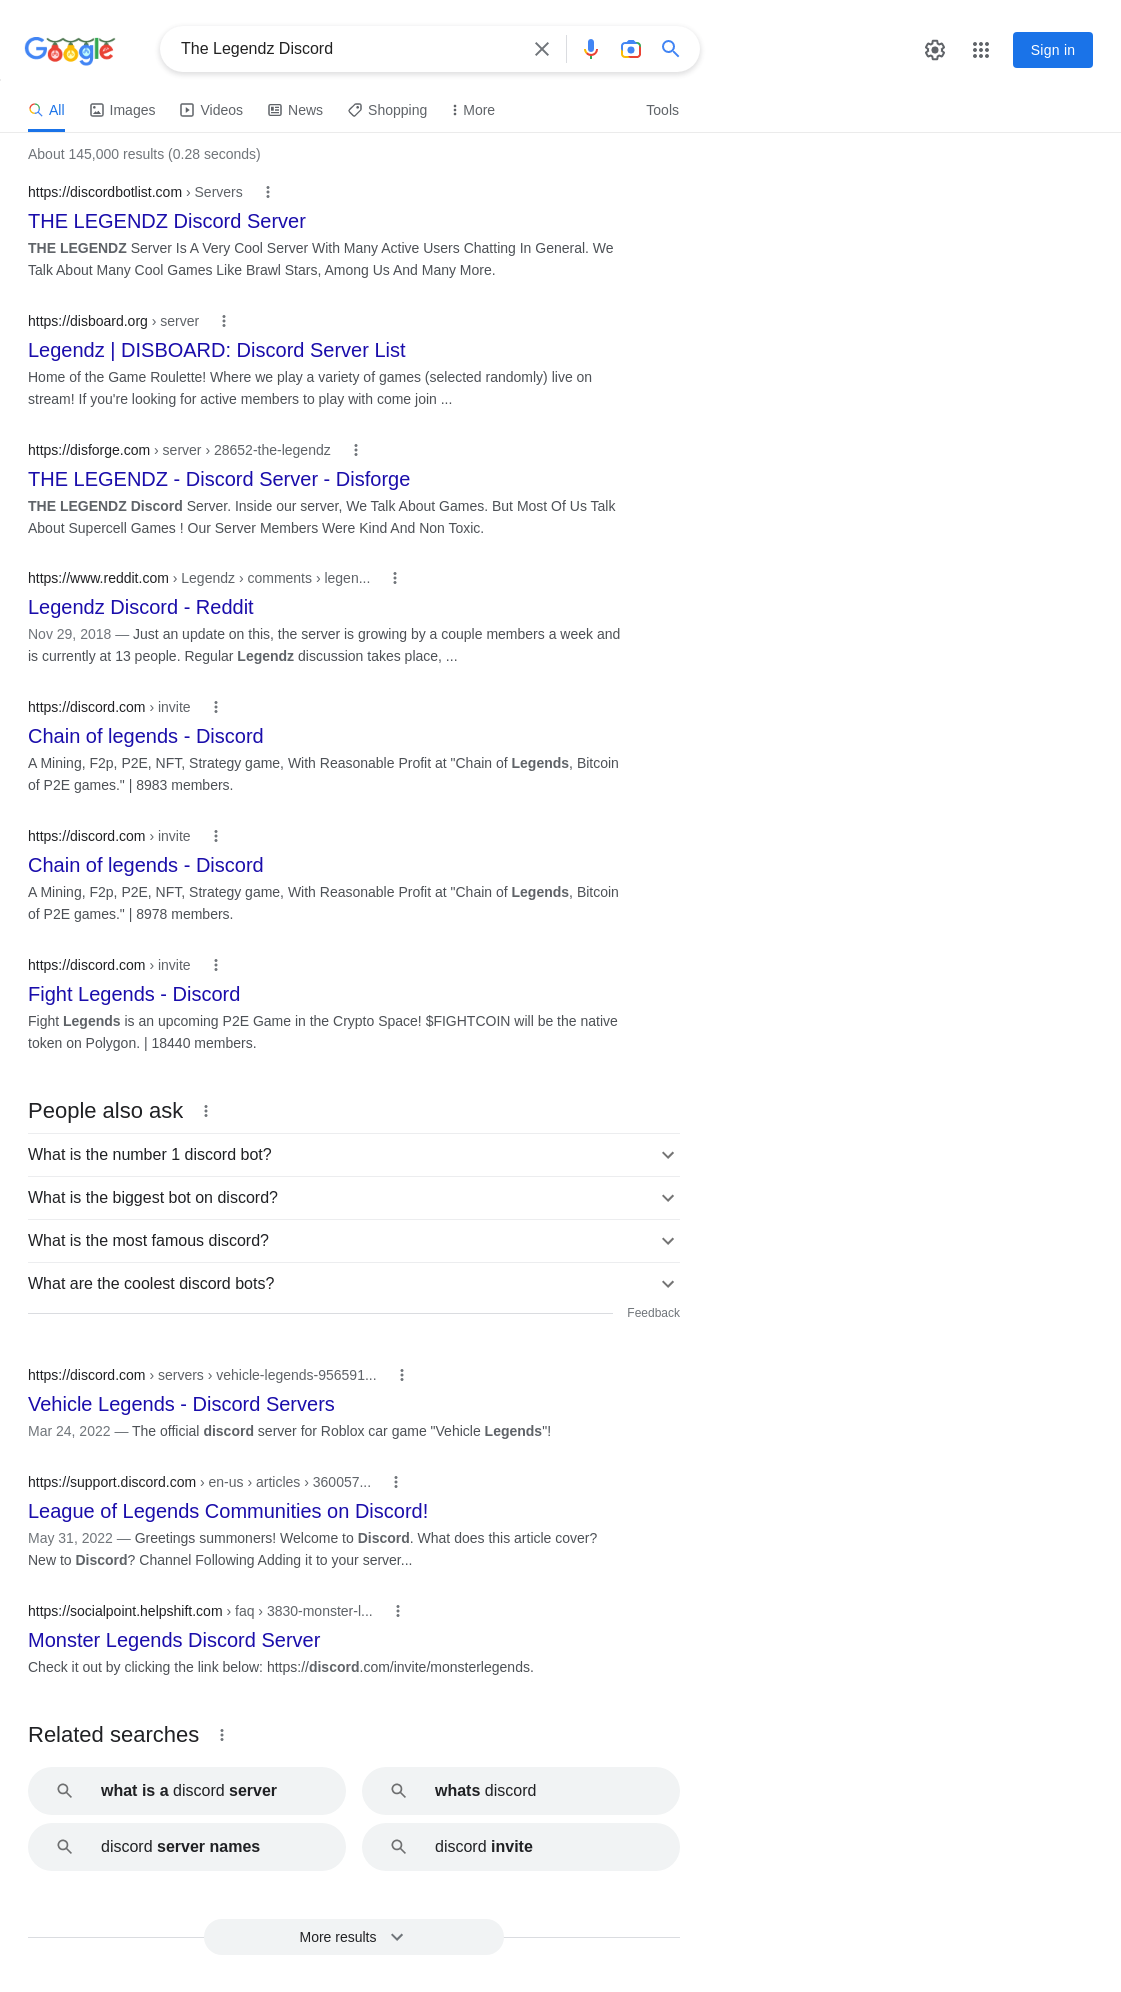 Google
The Legendz Discord
Sign in
All
Images
Videos
News
Shopping
More
Tools
About 145,000 results (0.28 seconds)
https://discordbotlist.com › Servers
THE LEGENDZ Discord Server
THE LEGENDZ Server Is A Very Cool Server With Many Active Users Chatting In General. We
Talk About Many Cool Games Like Brawl Stars, Among Us And Many More.
https://disboard.org › server
Legendz | DISBOARD: Discord Server List
Home of the Game Roulette! Where we play a variety of games (selected randomly) live on
stream! If you're looking for active members to play with come join ...
https://disforge.com › server › 28652-the-legendz
THE LEGENDZ - Discord Server - Disforge
THE LEGENDZ Discord Server. Inside our server, We Talk About Games. But Most Of Us Talk
About Supercell Games ! Our Server Members Were Kind And Non Toxic.
https://www.reddit.com › Legendz › comments › legen...
Legendz Discord - Reddit
Nov 29, 2018 — Just an update on this, the server is growing by a couple members a week and
is currently at 13 people. Regular Legendz discussion takes place, ...
https://discord.com › invite
Chain of legends - Discord
A Mining, F2p, P2E, NFT, Strategy game, With Reasonable Profit at "Chain of Legends, Bitcoin
of P2E games." | 8983 members.
https://discord.com › invite
Chain of legends - Discord
A Mining, F2p, P2E, NFT, Strategy game, With Reasonable Profit at "Chain of Legends, Bitcoin
of P2E games." | 8978 members.
https://discord.com › invite
Fight Legends - Discord
Fight Legends is an upcoming P2E Game in the Crypto Space! $FIGHTCOIN will be the native
token on Polygon. | 18440 members.
People also ask
What is the number 1 discord bot?
What is the biggest bot on discord?
What is the most famous discord?
What are the coolest discord bots?
Feedback
https://discord.com › servers › vehicle-legends-956591...
Vehicle Legends - Discord Servers
Mar 24, 2022 — The official discord server for Roblox car game "Vehicle Legends"!
https://support.discord.com › en-us › articles › 360057...
League of Legends Communities on Discord!
May 31, 2022 — Greetings summoners! Welcome to Discord. What does this article cover?
New to Discord? Channel Following Adding it to your server...
https://socialpoint.helpshift.com › faq › 3830-monster-l...
Monster Legends Discord Server
Check it out by clicking the link below: https://discord.com/invite/monsterlegends.
Related searches
what is a discord server
whats discord
discord server names
discord invite
More results